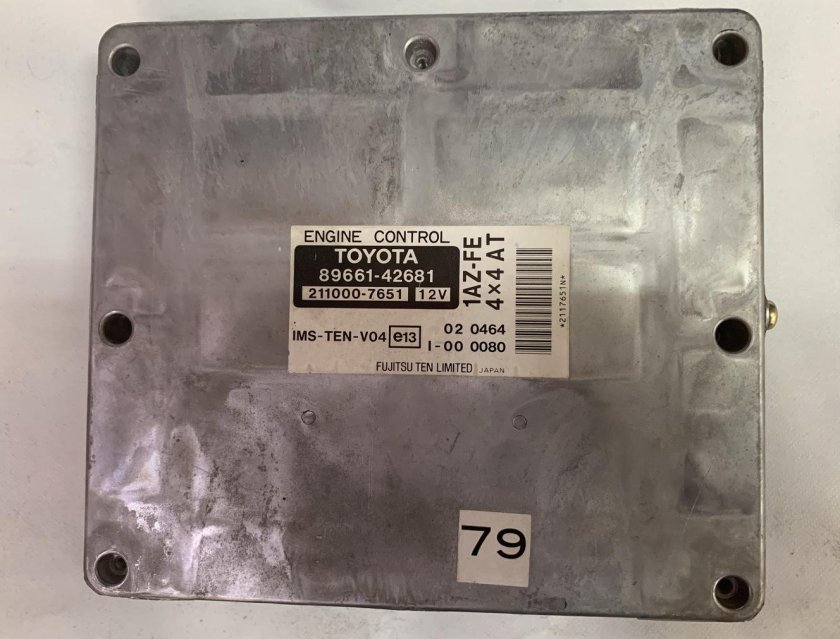 ENGINE CONTROL
TOYOTA
89661-42681
211000-7651 12V
1AZ-FE
4×4 AT
IMS-TEN-V04 e13 02 0464
I-00 0080
FUJITSU TEN LIMITED JAPAN
*2117651N*
79